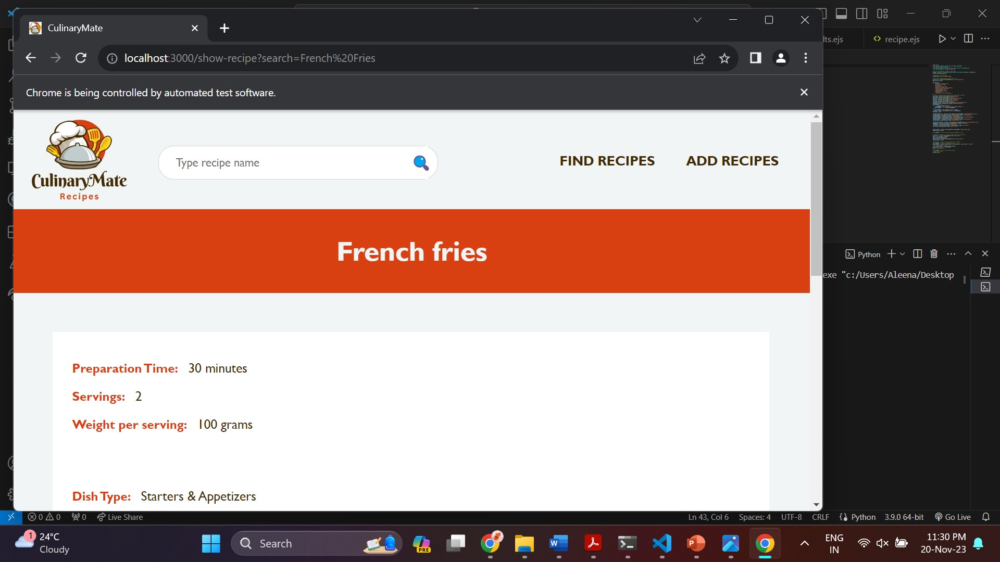 CulinaryMate
lts.ejs
recipe.ejs
localhost:3000/show-recipe?search=French%20Fries
Chrome is being controlled by automated test software.
CulinaryMate
Recipes
Type recipe name
FIND RECIPES
ADD RECIPES
French fries
Python
exe "c:/Users/Aleena/Desktop
Preparation Time: 30 minutes
Servings: 2
Weight per serving: 100 grams
Dish Type: Starters & Appetizers
0 0 0 Live Share
Ln 43, Col 6 Spaces: 4 UTF-8 CRLF Python 3.9.0 64-bit Go Live
1
24°C
Cloudy
Search
PRE
W
P
ENG
IN
11:30 PM
20-Nov-23